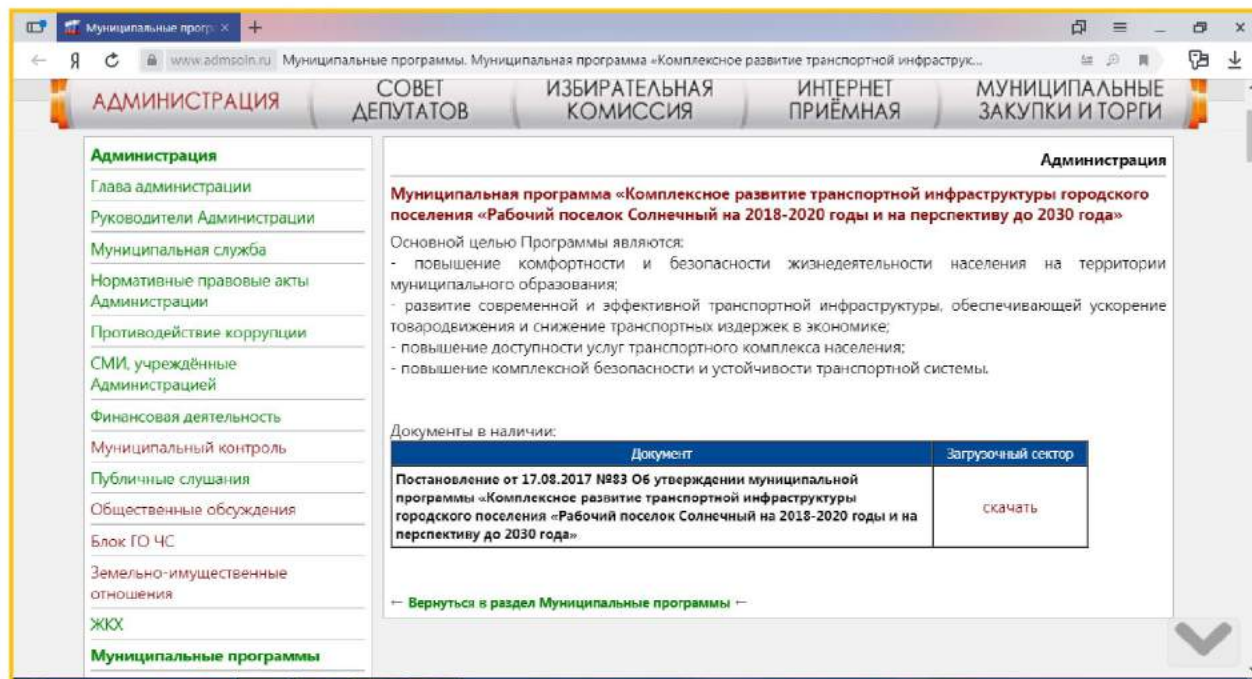 Муниципальные прогр
www.admsoln.ru Муниципальные программы. Муниципальная программа «Комплексное развитие транспортной инфраструк...
АДМИНИСТРАЦИЯ
СОВЕТ
ДЕПУТАТОВ
ИЗБИРАТЕЛЬНАЯ
КОМИССИЯ
ИНТЕРНЕТ
ПРИЁМНАЯ
МУНИЦИПАЛЬНЫЕ
ЗАКУПКИ И ТОРГИ
Администрация
Глава администрации
Руководители Администрации
Муниципальная служба
Нормативные правовые акты
Администрации
Противодействие коррупции
СМИ, учреждённые
Администрацией
Финансовая деятельность
Муниципальный контроль
Публичные слушания
Общественные обсуждения
Блок ГО ЧС
Земельно-имущественные
отношения
ЖКХ
Муниципальные программы
Администрация
Муниципальная программа «Комплексное развитие транспортной инфраструктуры городского
поселения «Рабочий поселок Солнечный на 2018-2020 годы и на перспективу до 2030 года»
Основной целью Программы являются:
- повышение комфортности и безопасности жизнедеятельности населения на территории
муниципального образования;
- развитие современной и эффективной транспортной инфраструктуры, обеспечивающей ускорение
товародвижения и снижение транспортных издержек в экономике;
- повышение доступности услуг транспортного комплекса населения;
- повышение комплексной безопасности и устойчивости транспортной системы.
Документы в наличии:
Документ
Загрузочный сектор
Постановление от 17.08.2017 №83 Об утверждении муниципальной
программы «Комплексное развитие транспортной инфраструктуры
городского поселения «Рабочий поселок Солнечный на 2018-2020 годы и на
перспективу до 2030 года»
скачать
← Вернуться в раздел Муниципальные программы ←